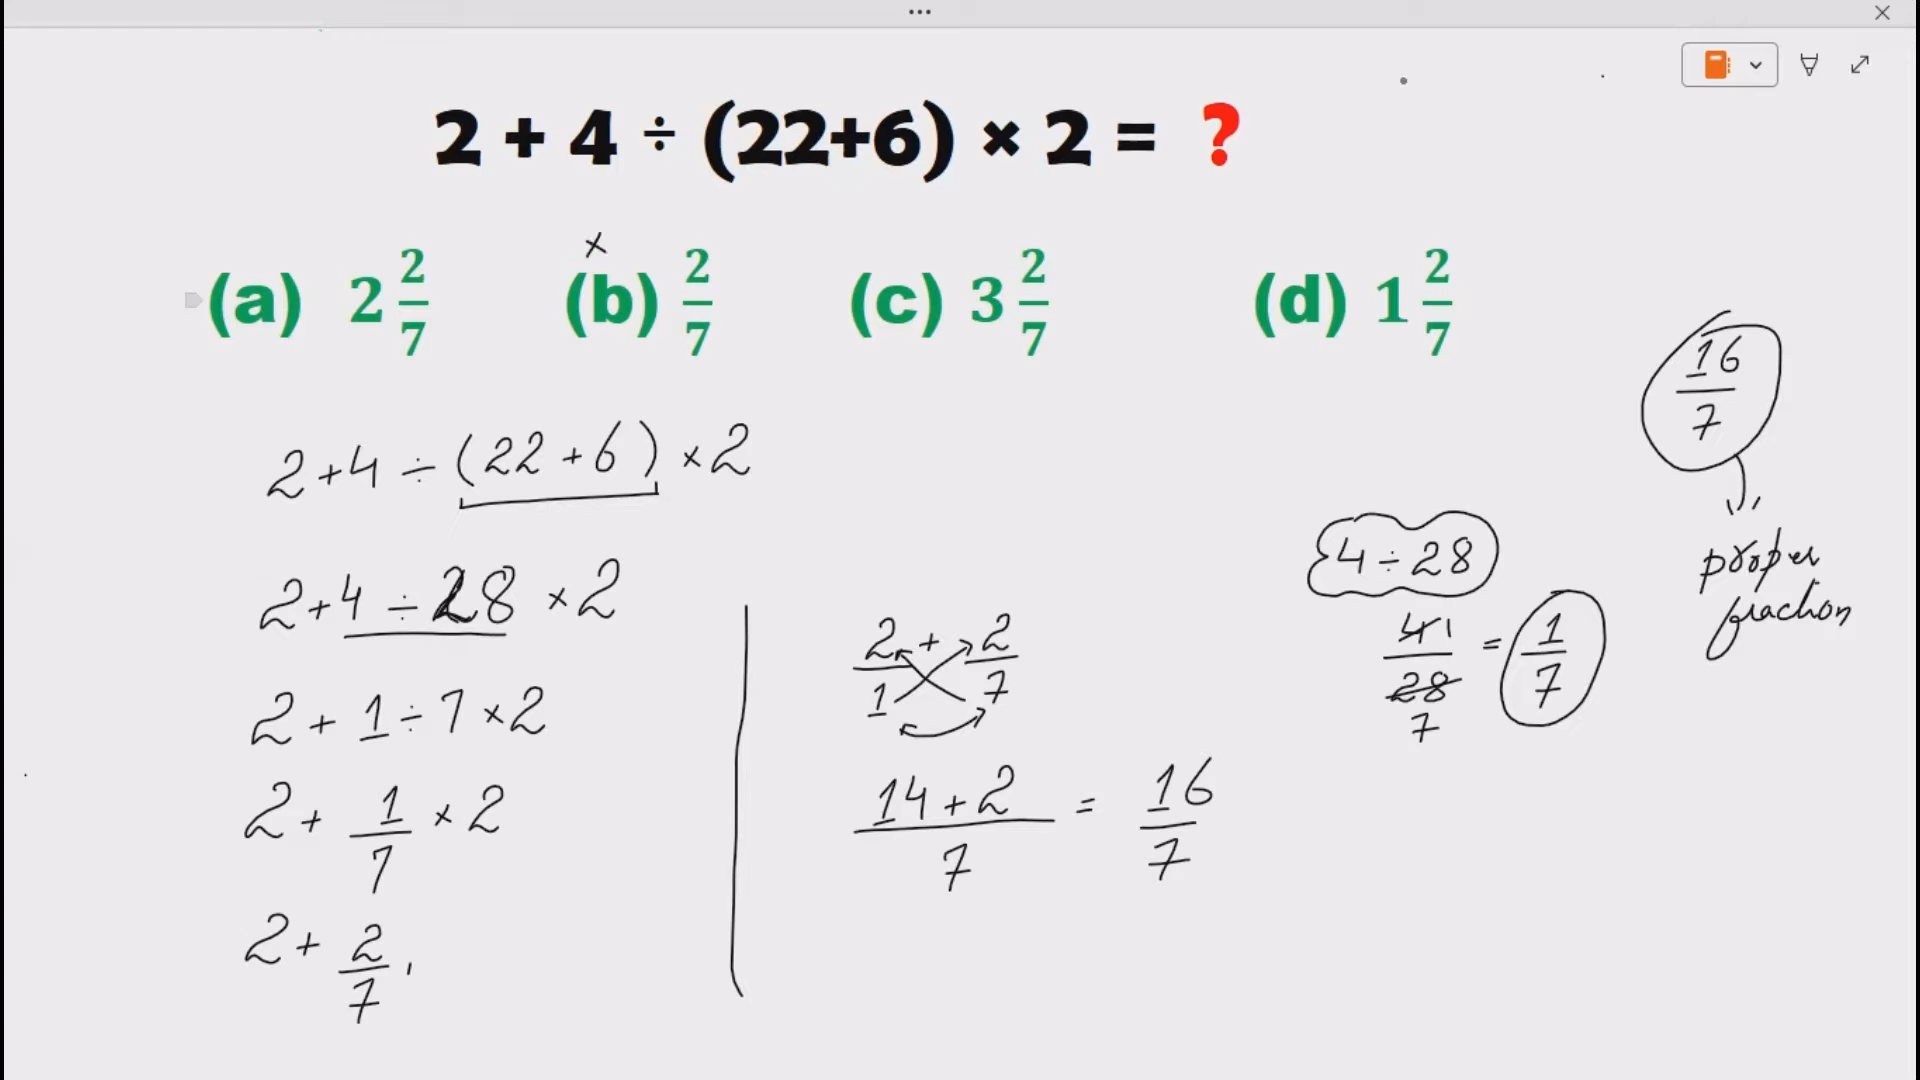 2 + 4 ÷ (22+6) × 2 = ?
×
(a) 2 2/7 (b) 2/7 (c) 3 2/7 (d) 1 2/7
2+4 ÷ (22 + 6) × 2
2+4 ÷ 28 × 2
2 + 1 ÷ 7 × 2
2 + 1/7 × 2
2 + 2/7
2/1 + 2/7
14+2/7 = 16/7
4 ÷ 28
4 1/28 7 = 1/7
16/7
proper
fraction